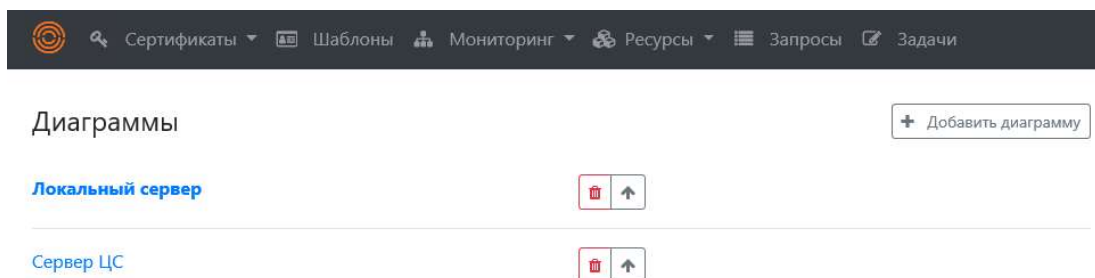 Сертификаты Шаблоны Мониторинг Ресурсы Запросы Задачи
Диаграммы Добавить диаграмму
Локальный сервер
Сервер ЦС